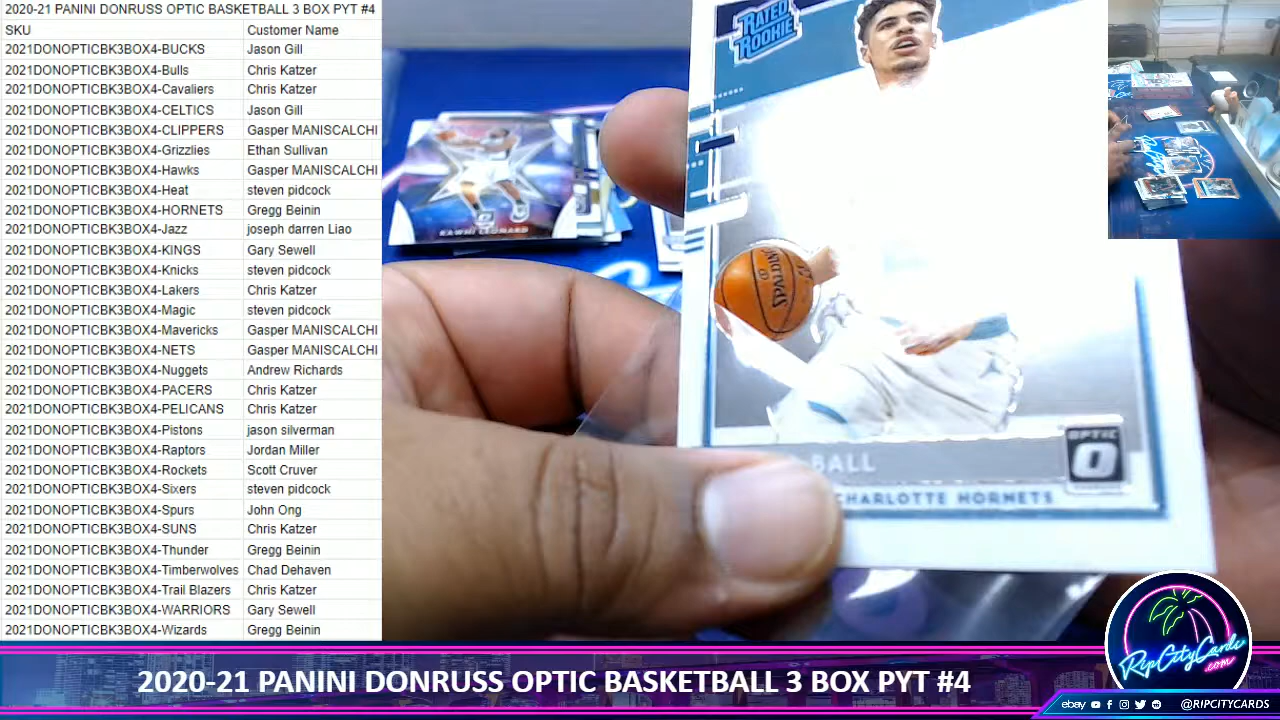 2020-21 PANINI DONRUSS OPTIC BASKETBALL 3 BOX PYT #4
SKU Customer Name
2021DONOPTICBK3BOX4-BUCKS Jason Gill
2021DONOPTICBK3BOX4-Bulls Chris Katzer
2021DONOPTICBK3BOX4-Cavaliers Chris Katzer
2021DONOPTICBK3BOX4-CELTICS Jason Gill
2021DONOPTICBK3BOX4-CLIPPERS Gasper MANISCALCHI
2021DONOPTICBK3BOX4-Grizzlies Ethan Sullivan
2021DONOPTICBK3BOX4-Hawks Gasper MANISCALCHI
2021DONOPTICBK3BOX4-Heat steven pidcock
2021DONOPTICBK3BOX4-HORNETS Gregg Beinin
2021DONOPTICBK3BOX4-Jazz joseph darren Liao
2021DONOPTICBK3BOX4-KINGS Gary Sewell
2021DONOPTICBK3BOX4-Knicks steven pidcock
2021DONOPTICBK3BOX4-Lakers Chris Katzer
2021DONOPTICBK3BOX4-Magic steven pidcock
2021DONOPTICBK3BOX4-Mavericks Gasper MANISCALCHI
2021DONOPTICBK3BOX4-NETS Gasper MANISCALCHI
2021DONOPTICBK3BOX4-Nuggets Andrew Richards
2021DONOPTICBK3BOX4-PACERS Chris Katzer
2021DONOPTICBK3BOX4-PELICANS Chris Katzer
2021DONOPTICBK3BOX4-Pistons jason silverman
2021DONOPTICBK3BOX4-Raptors Jordan Miller
2021DONOPTICBK3BOX4-Rockets Scott Cruver
2021DONOPTICBK3BOX4-Sixers steven pidcock
2021DONOPTICBK3BOX4-Spurs John Ong
2021DONOPTICBK3BOX4-SUNS Chris Katzer
2021DONOPTICBK3BOX4-Thunder Gregg Beinin
2021DONOPTICBK3BOX4-Timberwolves Chad Dehaven
2021DONOPTICBK3BOX4-Trail Blazers Chris Katzer
2021DONOPTICBK3BOX4-WARRIORS Gary Sewell
2021DONOPTICBK3BOX4-Wizards Gregg Beinin
RATED
ROOKIE
SPALDING
KAWHI LEONARD
OPTIC
BALL
CHARLOTTE HORNETS
RipCityCards
.com
2020-21 PANINI DONRUSS OPTIC BASKETBALL 3 BOX PYT #4
ebay @RIPCITYCARDS